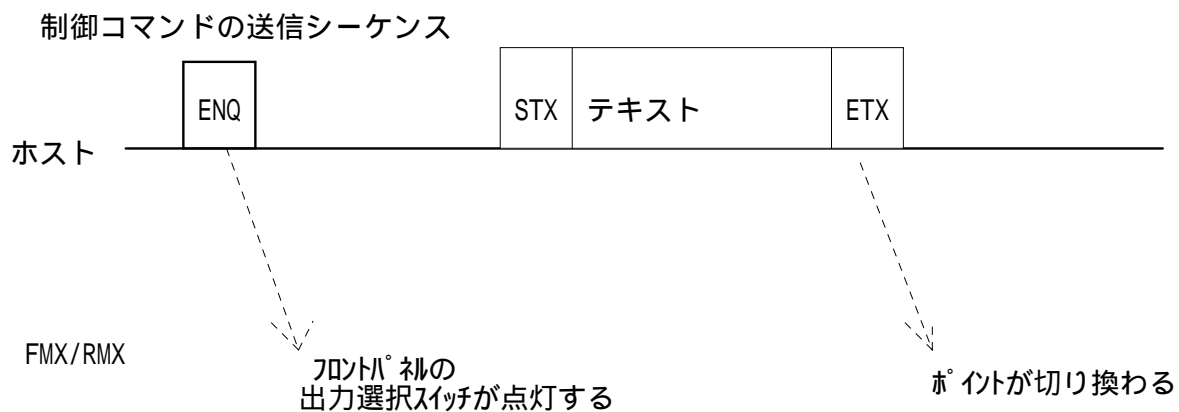 制御コマンドの送信シーケンス
ENQ
STX
テキスト
ETX
ホスト
FMX/RMX
フロントパネルの
出力選択スイッチが点灯する
ポイントが切り換わる